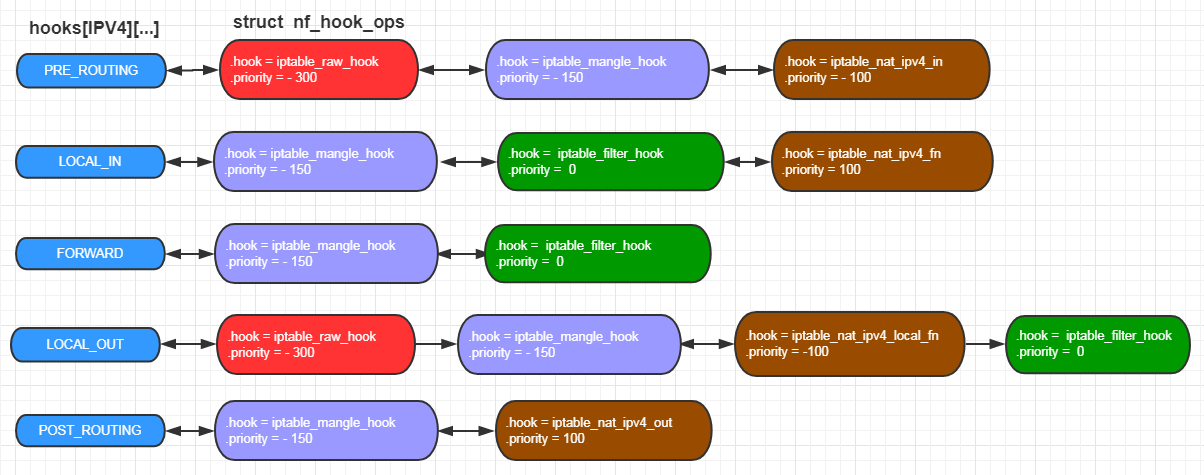 hooks[IPV4][...]
struct nf_hook_ops
PRE_ROUTING
.hook = iptable_raw_hook
.priority = - 300
.hook = iptable_mangle_hook
.priority = - 150
.hook = iptable_nat_ipv4_in
.priority = - 100
LOCAL_IN
.hook = iptable_mangle_hook
.priority = - 150
.hook = iptable_filter_hook
.priority = 0
.hook = iptable_nat_ipv4_fn
.priority = 100
FORWARD
.hook = iptable_mangle_hook
.priority = - 150
.hook = iptable_filter_hook
.priority = 0
LOCAL_OUT
.hook = iptable_raw_hook
.priority = - 300
.hook = iptable_mangle_hook
.priority = - 150
.hook = iptable_nat_ipv4_local_fn
.priority = -100
.hook = iptable_filter_hook
.priority = 0
POST_ROUTING
.hook = iptable_mangle_hook
.priority = - 150
.hook = iptable_nat_ipv4_out
.priority = 100